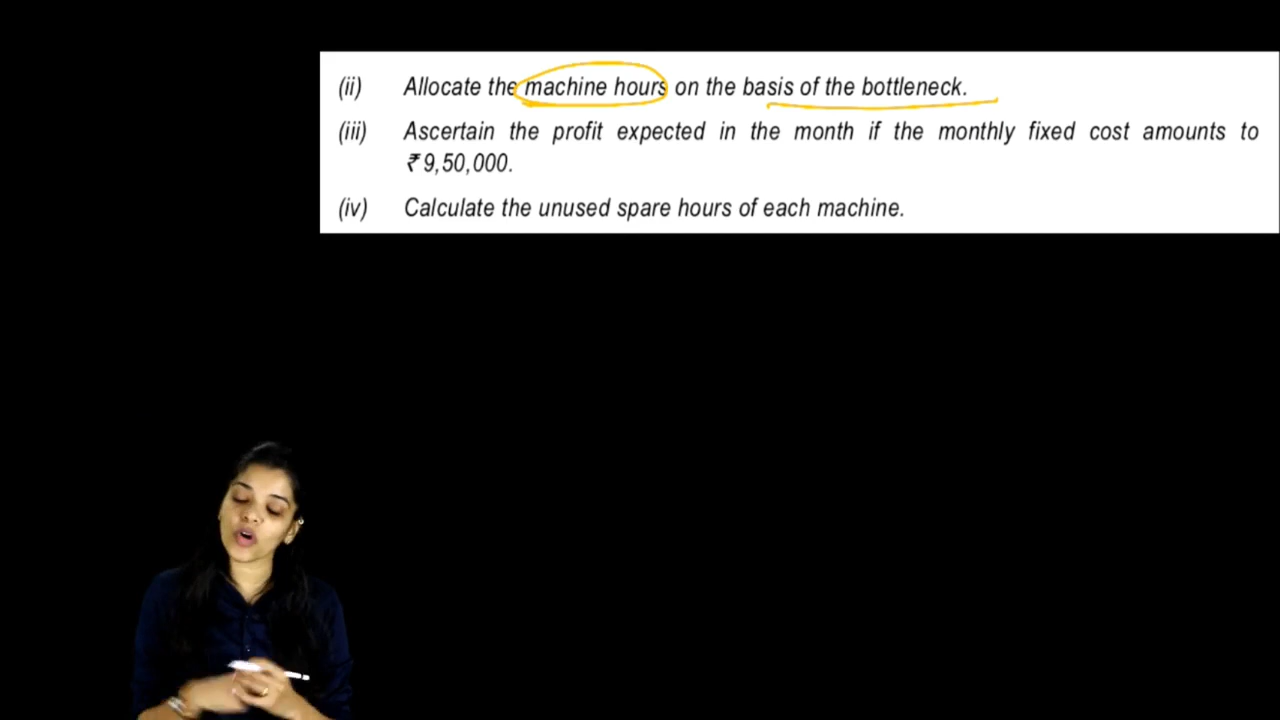 (ii) Allocate the machine hours on the basis of the bottleneck.
(iii) Ascertain the profit expected in the month if the monthly fixed cost amounts to
₹ 9,50,000.
(iv) Calculate the unused spare hours of each machine.